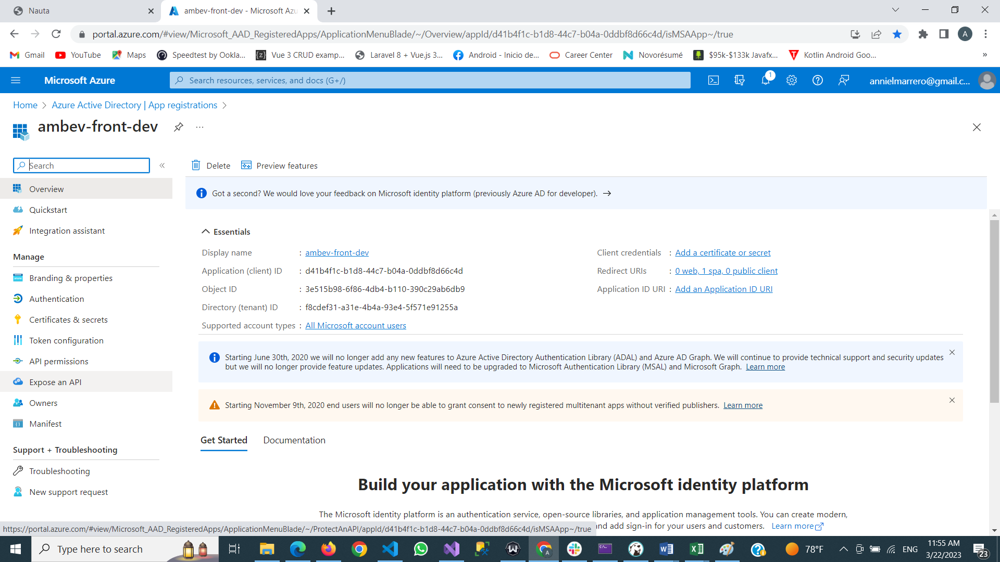 Nauta
ambev-front-dev - Microsoft Azu
portal.azure.com/#view/Microsoft_AAD_RegisteredApps/ApplicationMenuBlade/~/Overview/appId/d41b4f1c-b1d8-44c7-b04a-0ddbf8d66c4d/isMSAApp~/true
A
Gmail
YouTube
Maps
Speedtest by Ookla...
Vue 3 CRUD examp...
Laravel 8 + Vue.js 3...
Android - Inicio de...
Career Center
Novorésumé
$95k-$133k Javafx...
Kotlin Android Goo...
»
Microsoft Azure
Search resources, services, and docs (G+/)
1
annielmarrero@gmail.c...
Home > Azure Active Directory | App registrations >
ambev-front-dev
...
Search
«
Delete
Preview features
Overview
Got a second? We would love your feedback on Microsoft identity platform (previously Azure AD for developer). →
Quickstart
Integration assistant
Essentials
Display name : ambev-front-dev
Client credentials : Add a certificate or secret
Application (client) ID : d41b4f1c-b1d8-44c7-b04a-0ddbf8d66c4d
Redirect URIs : 0 web, 1 spa, 0 public client
Object ID : 3e515b98-6f86-4db4-b110-390c29ab6db9
Application ID URI : Add an Application ID URI
Directory (tenant) ID : f8cdef31-a31e-4b4a-93e4-5f571e91255a
Supported account types : All Microsoft account users
Manage
Branding & properties
Authentication
Certificates & secrets
Token configuration
API permissions
Expose an API
Owners
Manifest
Starting June 30th, 2020 we will no longer add any new features to Azure Active Directory Authentication Library (ADAL) and Azure AD Graph. We will continue to provide technical support and security updates
but we will no longer provide feature updates. Applications will need to be upgraded to Microsoft Authentication Library (MSAL) and Microsoft Graph. Learn more
Starting November 9th, 2020 end users will no longer be able to grant consent to newly registered multitenant apps without verified publishers. Learn more
Get Started
Documentation
Support + Troubleshooting
Troubleshooting
New support request
Build your application with the Microsoft identity platform
The Microsoft identity platform is an authentication service, open-source libraries, and application management tools. You can create modern,
nd add sign-in for your users and customers. Learn more
https://portal.azure.com/#view/Microsoft_AAD_RegisteredApps/ApplicationMenuBlade/~/ProtectAnAPI/appId/d41b4f1c-b1d8-44c7-b04a-0ddbf8d66c4d/isMSAApp~/true
Type here to search
78°F
ENG
11:55 AM
3/22/2023
23